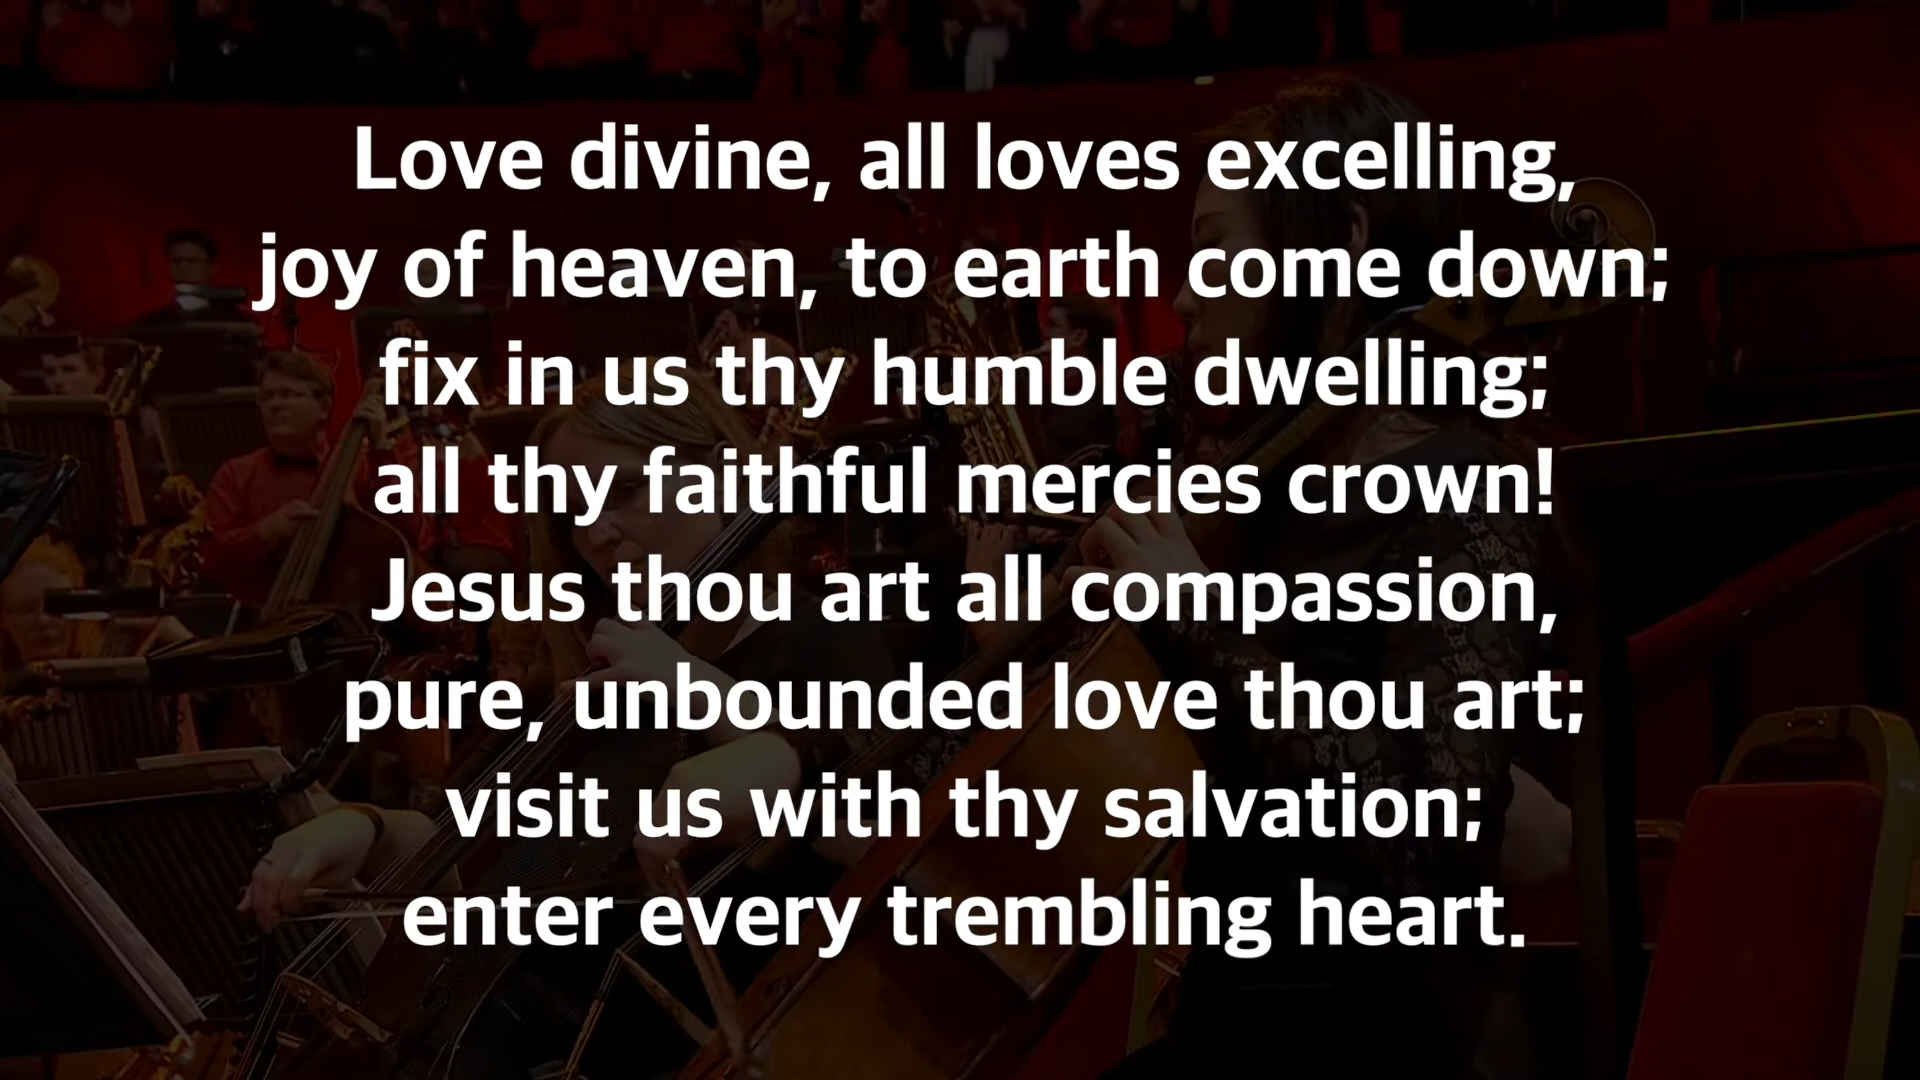 Love divine, all loves excelling,
joy of heaven, to earth come down;
fix in us thy humble dwelling;
all thy faithful mercies crown!
Jesus thou art all compassion,
pure, unbounded love thou art;
visit us with thy salvation;
enter every trembling heart.